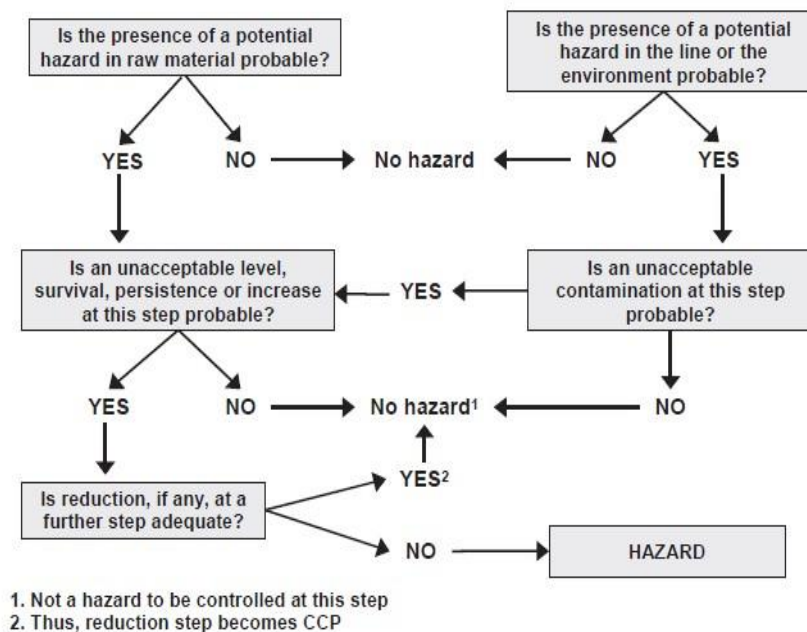 Is the presence of a potential
hazard in raw material probable?
Is the presence of a potential
hazard in the line or the
environment probable?
YES
NO
No hazard
NO
YES
Is an unacceptable level,
survival, persistence or increase
at this step probable?
YES
Is an unacceptable
contamination at this step
probable?
YES
NO
No hazard¹
NO
Is reduction, if any, at a
further step adequate?
YES²
NO
HAZARD
1. Not a hazard to be controlled at this step
2. Thus, reduction step becomes CCP